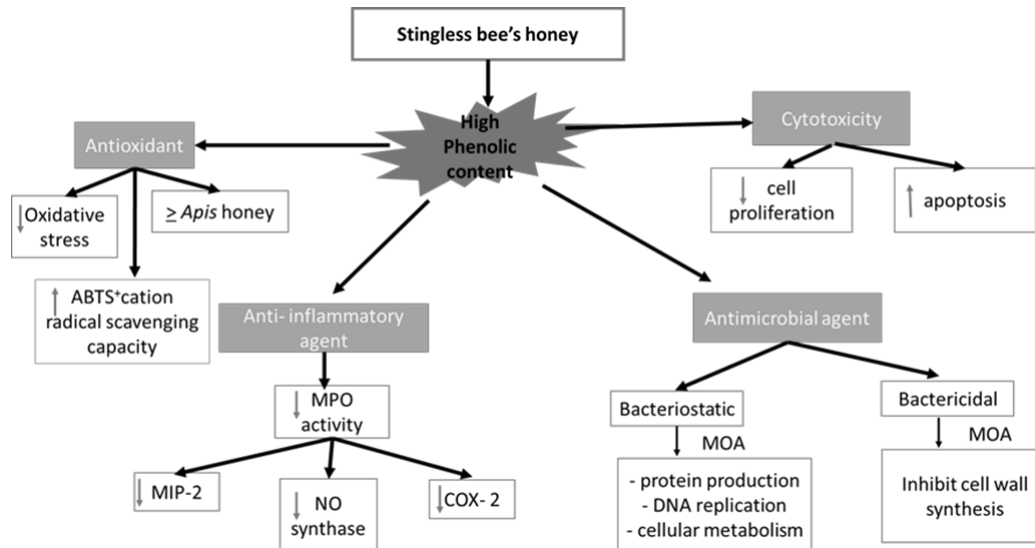 Stingless bee's honey
High
Phenolic
content
Antioxidant
Cytotoxicity
↓Oxidative
stress
≥ Apis honey
↑ ABTS⁺cation
radical scavenging
capacity
↓ cell
proliferation
↑ apoptosis
Anti- inflammatory
agent
Antimicrobial agent
↓ MPO
activity
↓ MIP-2
↓ NO
synthase
↓COX- 2
Bacteriostatic
MOA
- protein production
- DNA replication
- cellular metabolism
Bactericidal
MOA
Inhibit cell wall
synthesis